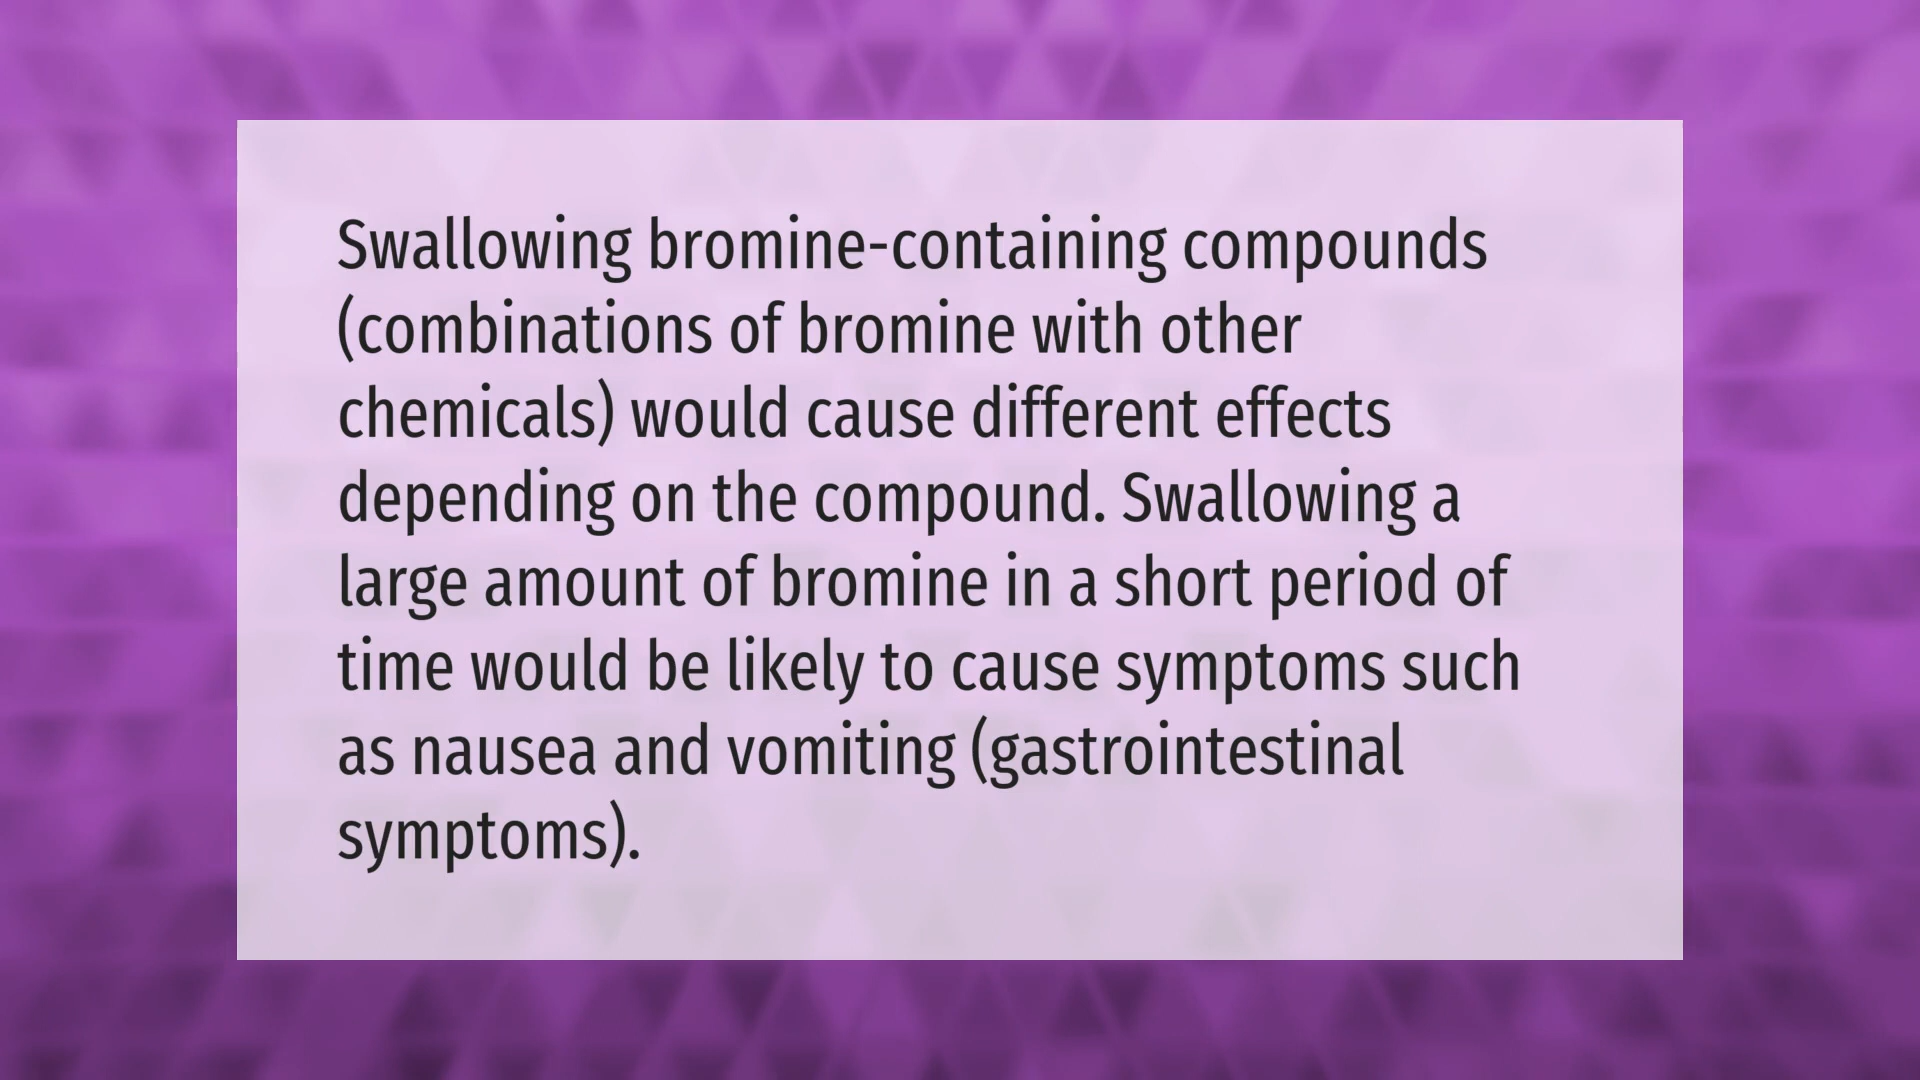 Swallowing bromine-containing compounds
(combinations of bromine with other
chemicals) would cause different effects
depending on the compound. Swallowing a
large amount of bromine in a short period of
time would be likely to cause symptoms such
as nausea and vomiting (gastrointestinal
symptoms).